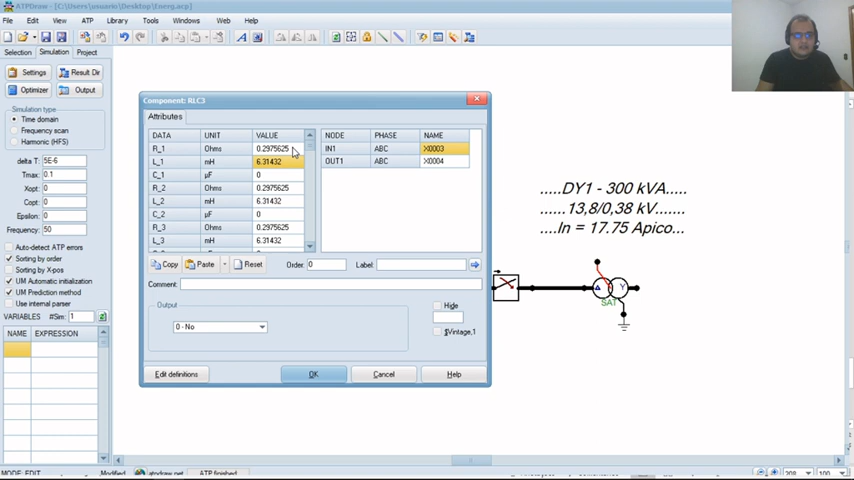 ATPDraw - C:\Users\usuario\Desktop\Energ.acp
File Edit View ATP Library Tools Window Web Help
Selection Simulation Project
Settings Result Dir
Optimizer Output
Simulation type
Time domain
Frequency scan
Harmonic (HFS)
delta T: 5E-6
Tmax: 0.1
Xopt: 0
Copt: 0
Epsilon: 0
Frequency: 50
Auto-detect ATP errors
Sorting by order
Sorting by X-pos
UM Automatic initialization
UM Prediction method
Use internal parser
VARIABLES #Sim: 1
NAME EXPRESSION
MODE: EDIT Modified atpdraw.net ATP finished
Component: RLC3
Attributes
DATA UNIT VALUE
R_1 Ohms 0.2975625
L_1 mH 6.31432
C_1 µF 0
R_2 Ohms 0.2975625
L_2 mH 6.31432
C_2 µF 0
R_3 Ohms 0.2975625
L_3 mH 6.31432
NODE PHASE NAME
IN1 ABC X0003
OUT1 ABC X0004
Copy Paste Reset Order: 0 Label:
Comment:
Output
0 - No
Hide
$Vintage,1
Edit definitions OK Cancel Help
.....DY1 - 300 kVA.....
......13,8/0,38 kV.......
....In = 17.75 Apico...
Y
SAT
208 100